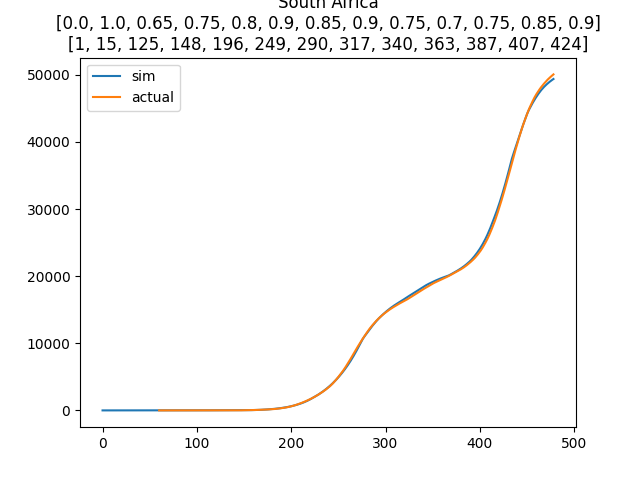 South Africa
[0.0, 1.0, 0.65, 0.75, 0.8, 0.9, 0.85, 0.9, 0.75, 0.7, 0.75, 0.85, 0.9]
[1, 15, 125, 148, 196, 249, 290, 317, 340, 363, 387, 407, 424]
sim
actual
50000
40000
30000
20000
10000
0
0 100 200 300 400 500